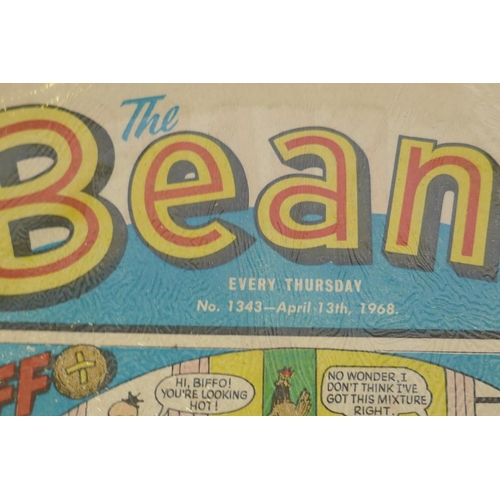 The
Bean
EVERY THURSDAY
No. 1343—April 13th, 1968.
FF
HI, BIFFO!
YOU'RE LOOKING
HOT!
NO WONDER, I
DON'T THINK I'VE
GOT THIS MIXTURE
RIGHT.